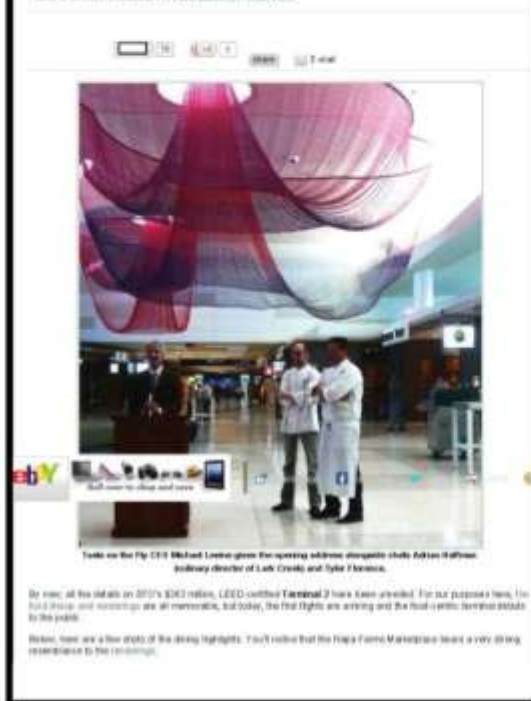 share E-mail
ebY
Roll over to shop and save
Taste on the Fly CEO Michael Levine gives the opening address alongside chefs Adrian Hoffman
(culinary director of Lark Creek) and Tyler Florence.
By now, all the details on SFO's $383 million, LEED-certified Terminal 2 have been unveiled. For our purposes here, the
food lineup and renderings are all memorable, but today, the first flights are arriving and the food-centric terminal debuts
to the public.
Below, here are a few shots of the dining highlights. You'll notice that the Napa Farms Marketplace bears a very strong
resemblance to the renderings.